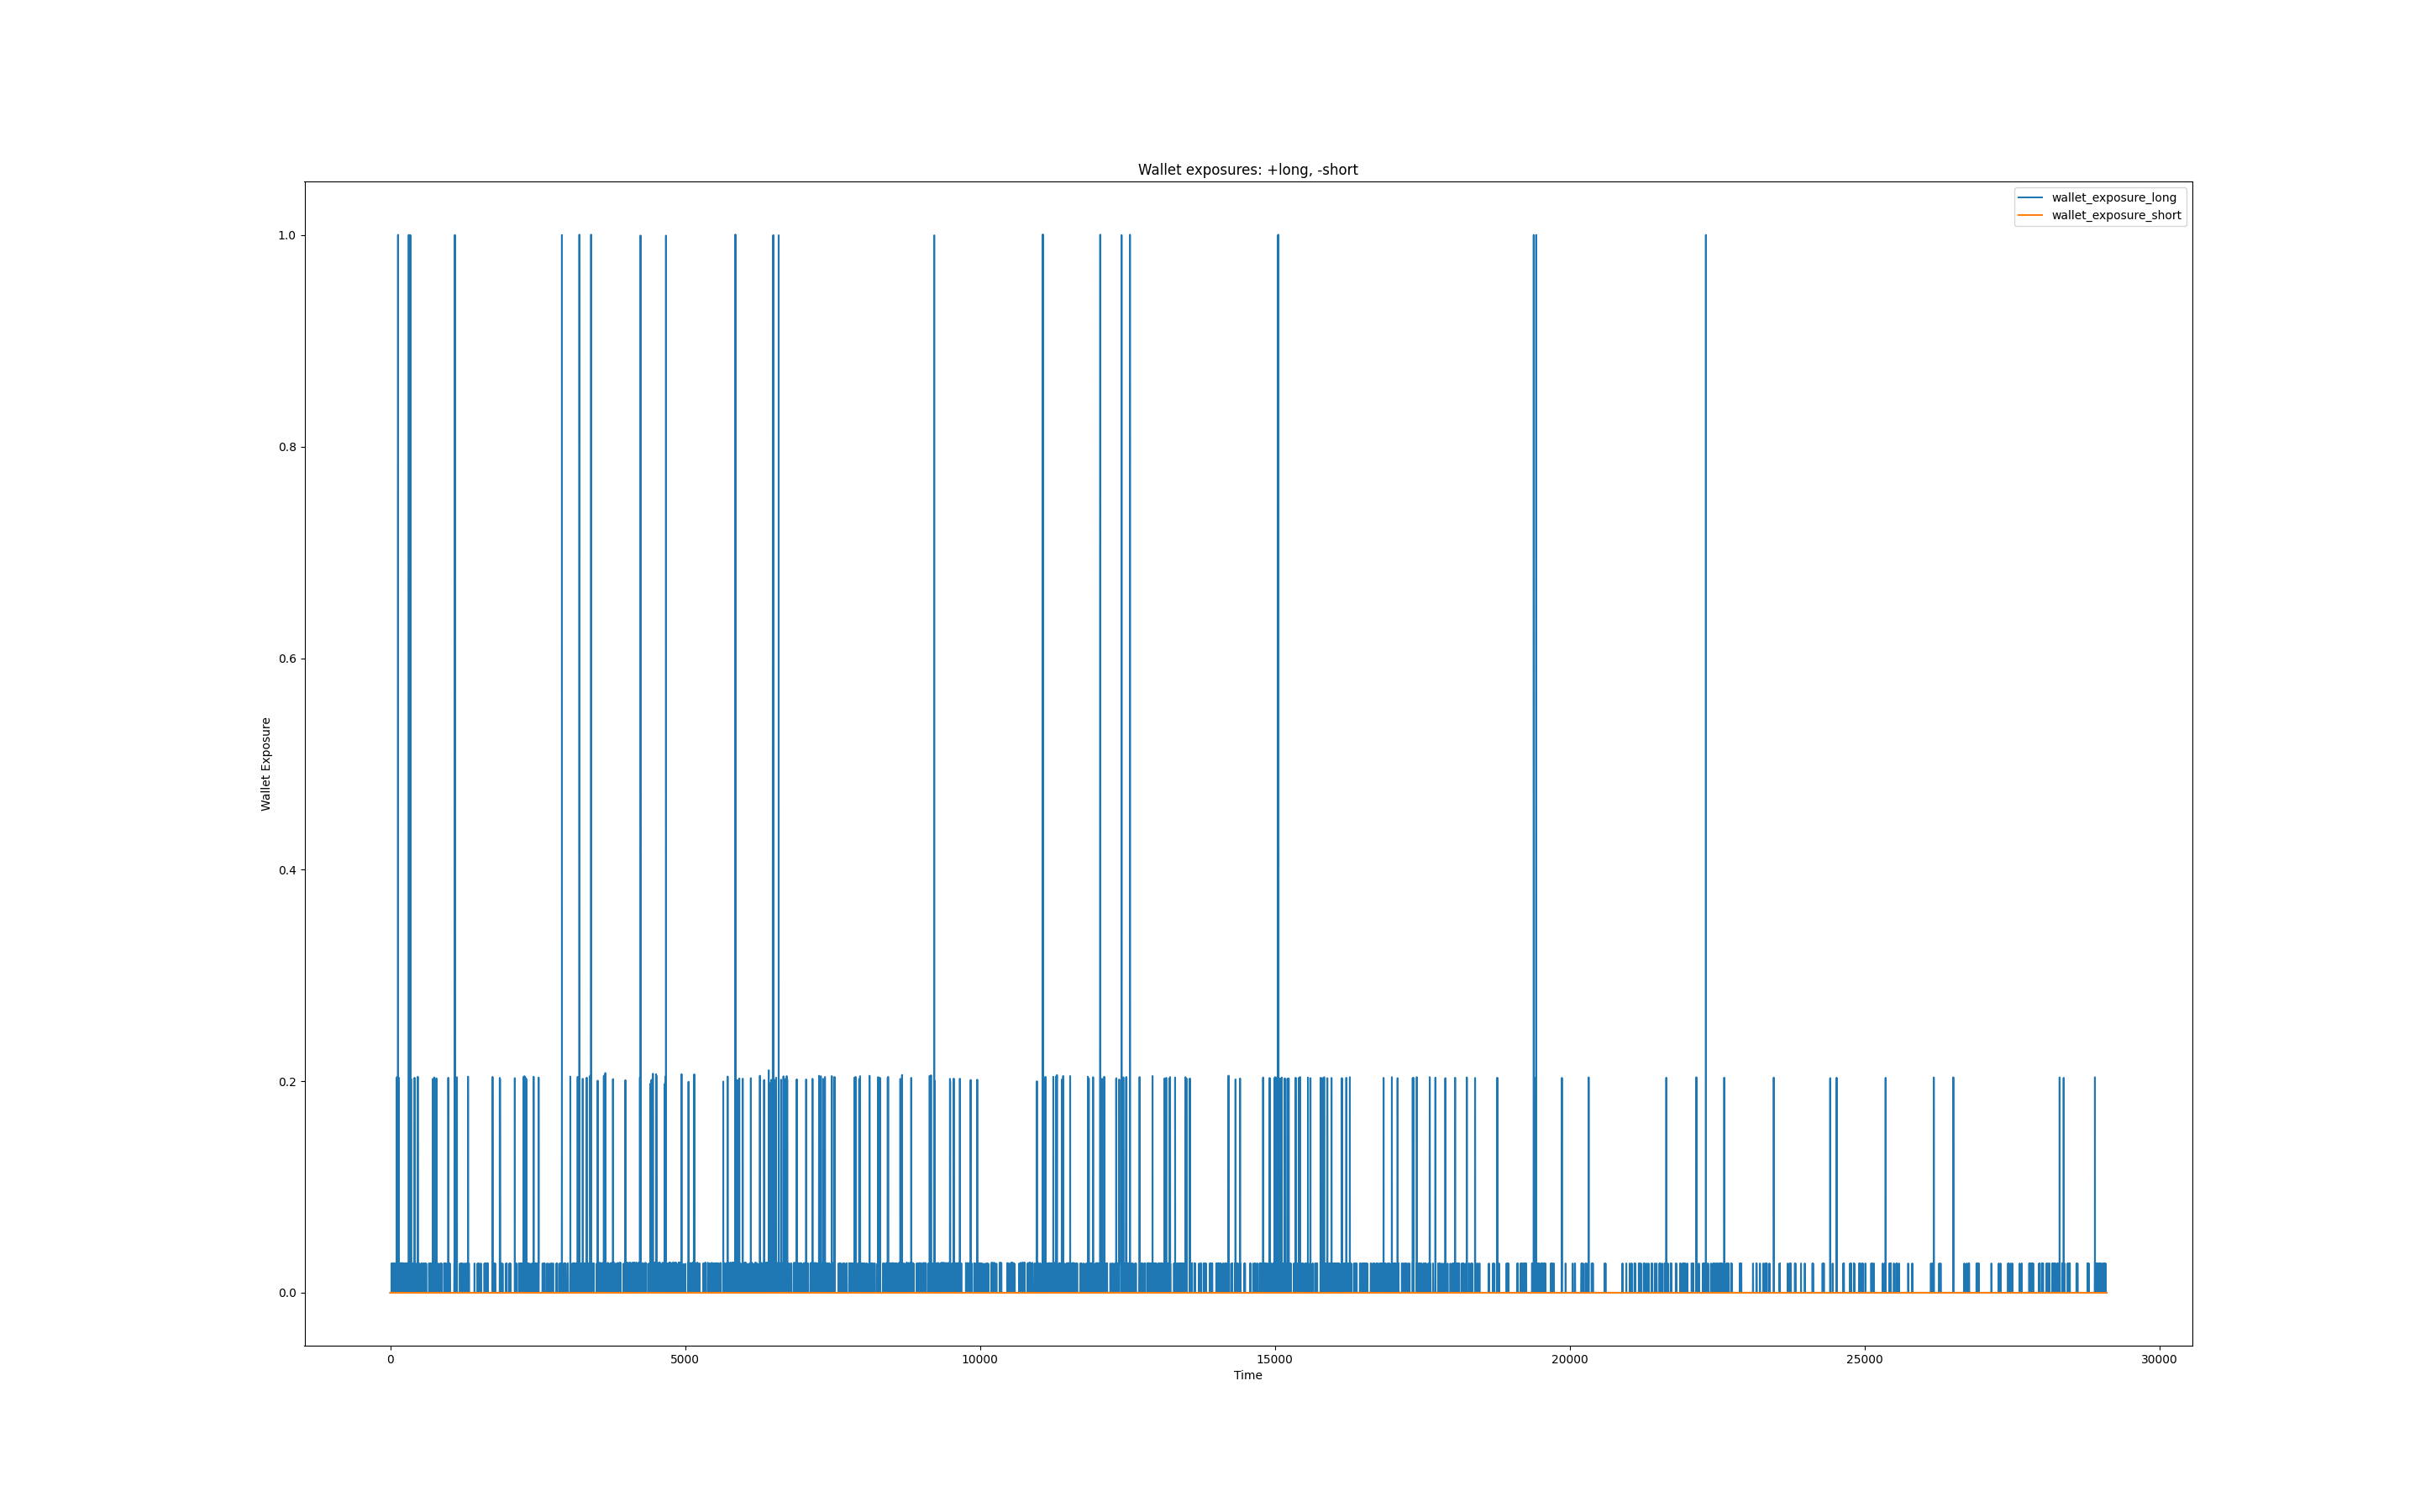 Wallet exposures: +long, -short
wallet_exposure_long
wallet_exposure_short
1.0
0.8
0.6
0.4
0.2
0.0
Wallet Exposure
0 5000 10000 15000 20000 25000 30000
Time